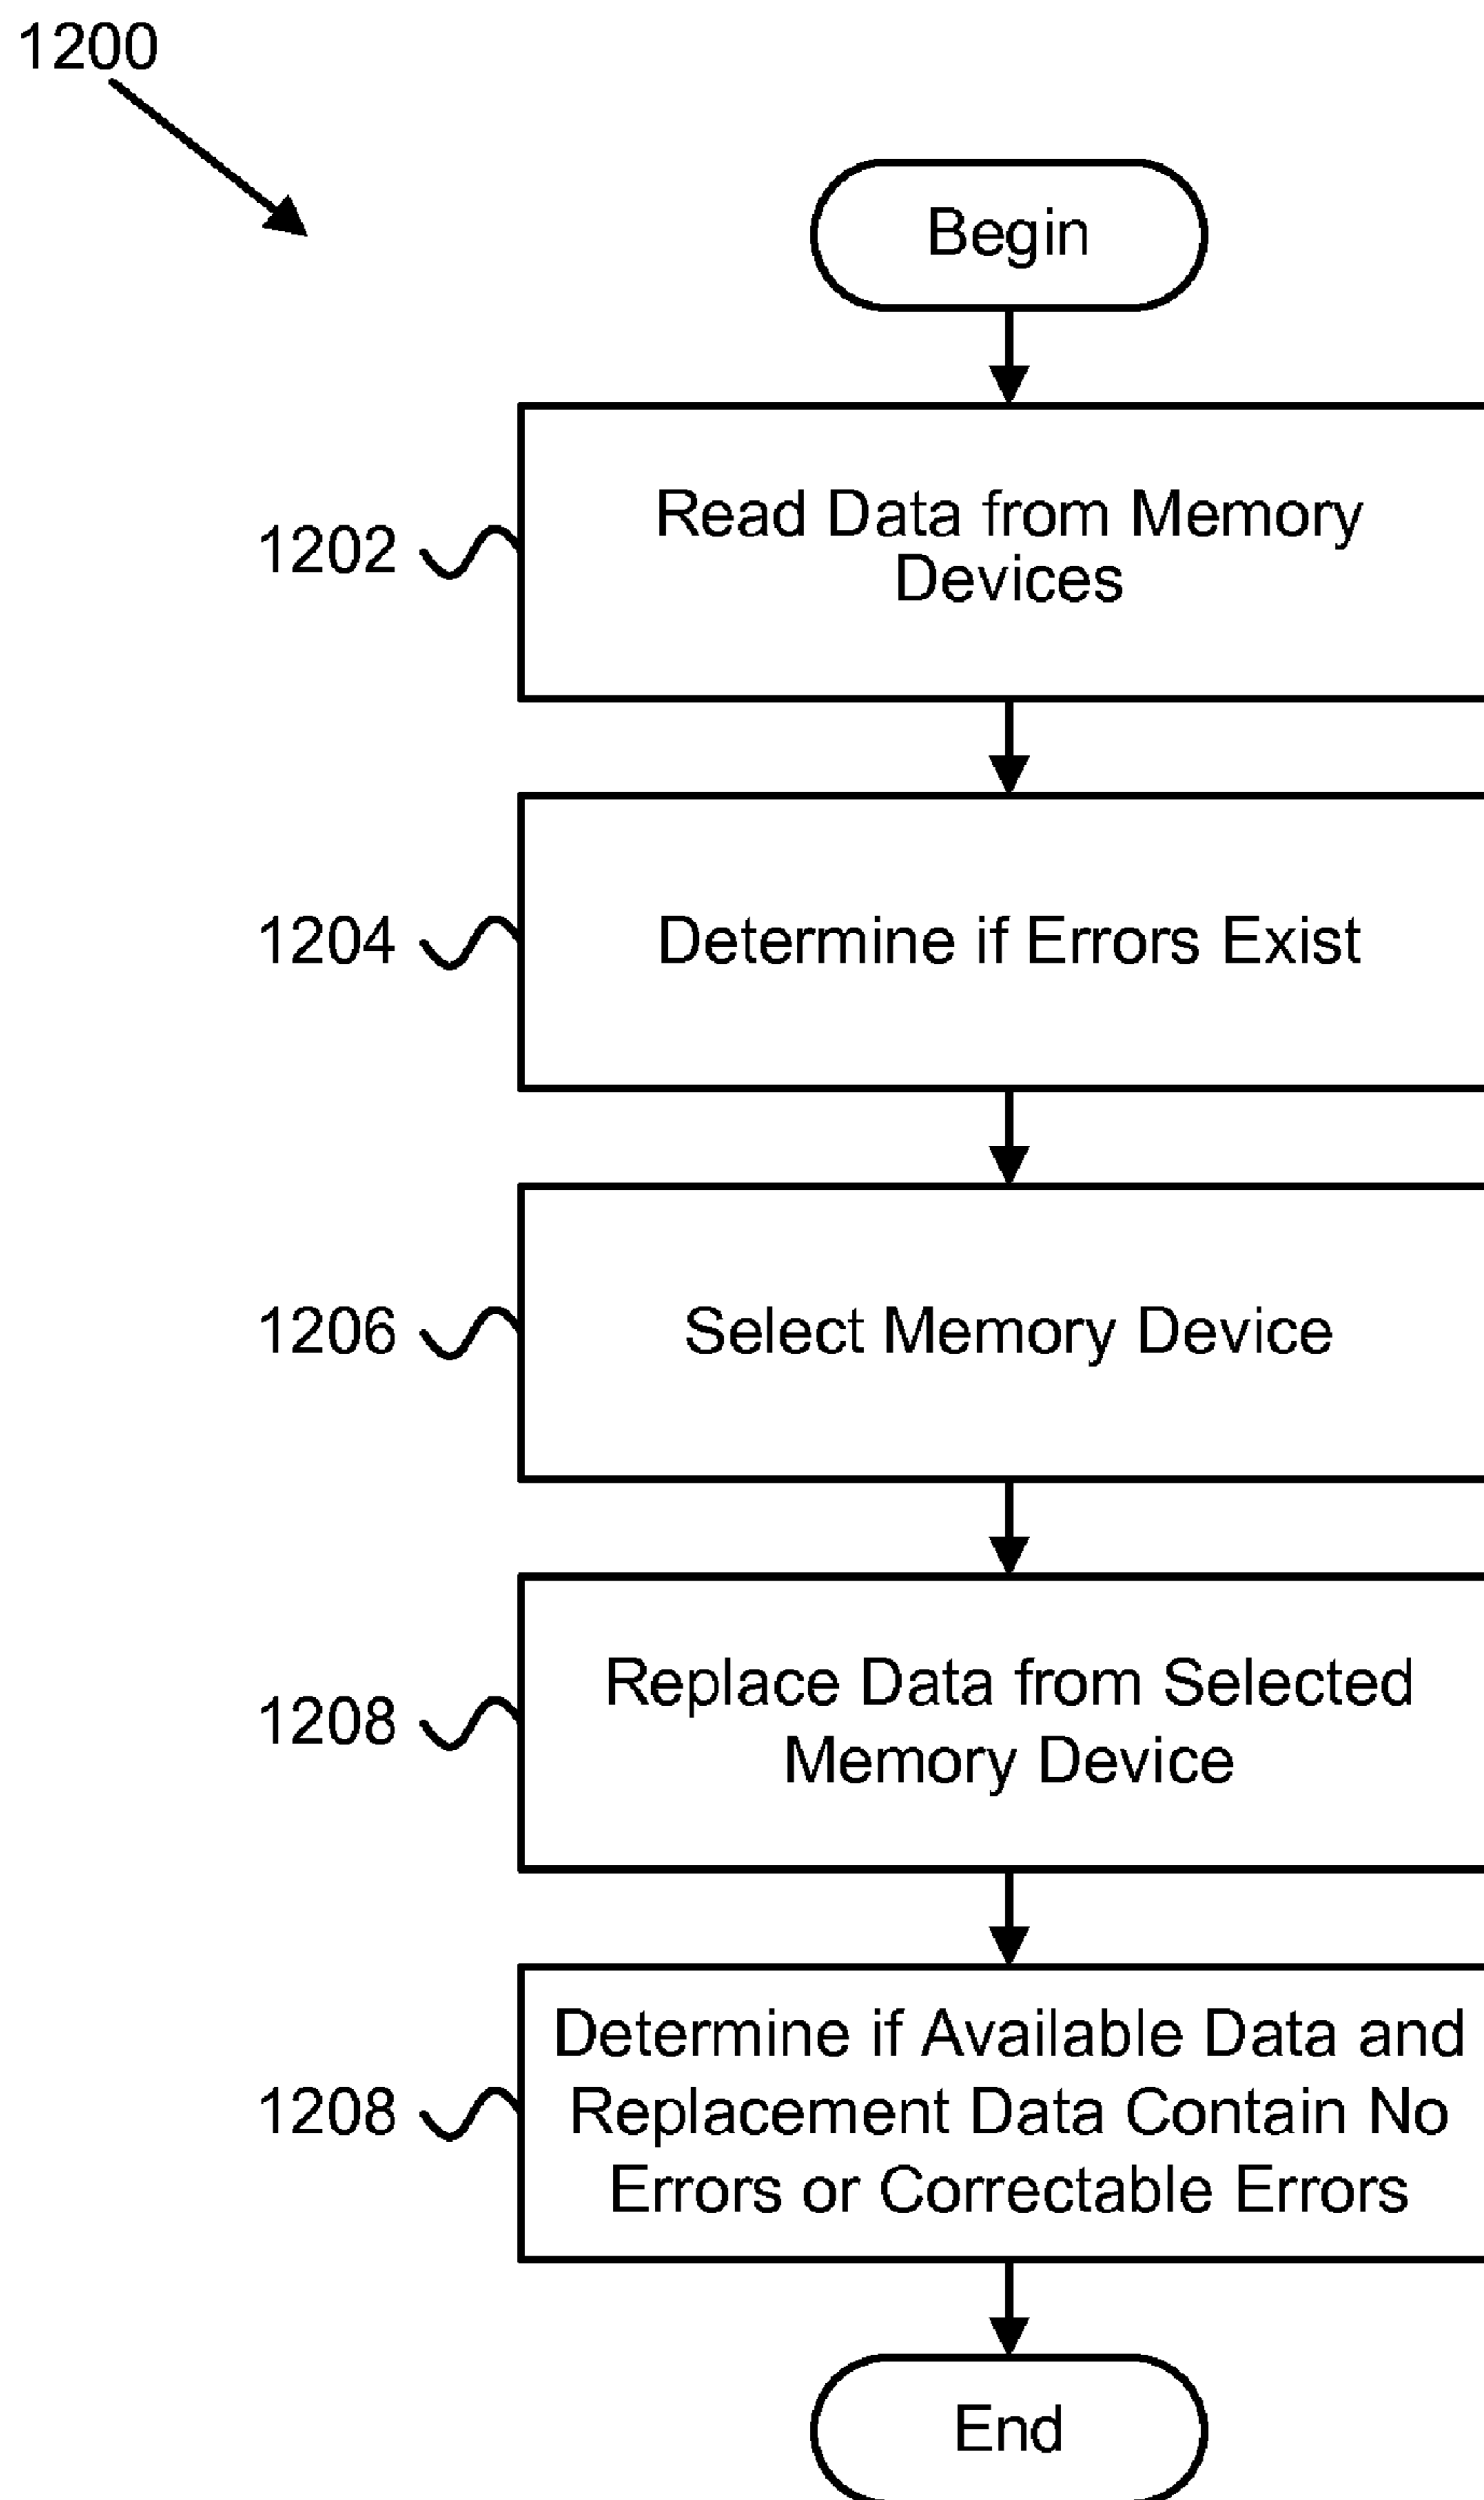 1200
Begin
1202
Read Data from Memory
Devices
1204
Determine if Errors Exist
1206
Select Memory Device
1208
Replace Data from Selected
Memory Device
1208
Determine if Available Data and
Replacement Data Contain No
Errors or Correctable Errors
End